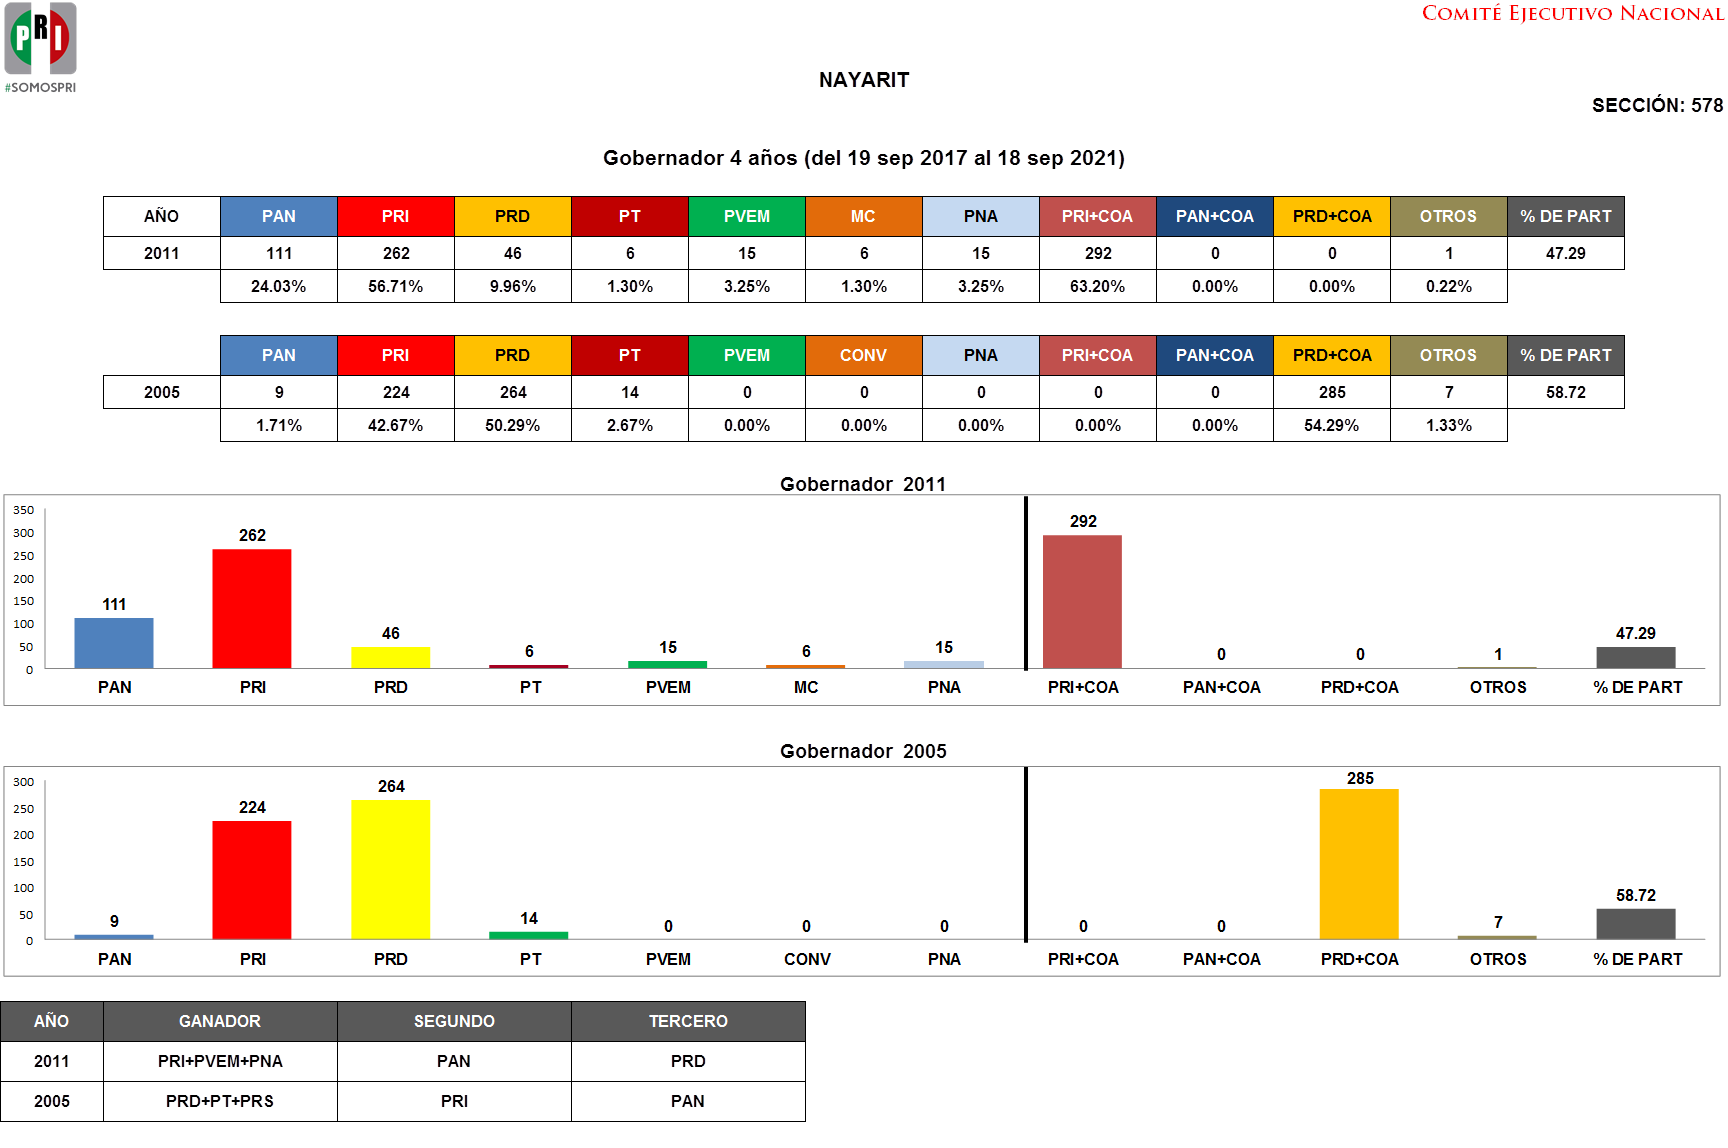 PRI
#SOMOSPRI
COMITÉ EJECUTIVO NACIONAL
NAYARIT
SECCIÓN: 578
Gobernador 4 años (del 19 sep 2017 al 18 sep 2021)
AÑO PAN PRI PRD PT PVEM MC PNA PRI+COA PAN+COA PRD+COA OTROS % DE PART
2011 111 262 46 6 15 6 15 292 0 0 1 47.29
24.03% 56.71% 9.96% 1.30% 3.25% 1.30% 3.25% 63.20% 0.00% 0.00% 0.22%
PAN PRI PRD PT PVEM CONV PNA PRI+COA PAN+COA PRD+COA OTROS % DE PART
2005 9 224 264 14 0 0 0 0 0 285 7 58.72
1.71% 42.67% 50.29% 2.67% 0.00% 0.00% 0.00% 0.00% 0.00% 54.29% 1.33%
Gobernador 2011
350
300
250
200
150
100
50
0
111 262 46 6 15 6 15 292 0 0 1 47.29
PAN PRI PRD PT PVEM MC PNA PRI+COA PAN+COA PRD+COA OTROS % DE PART
Gobernador 2005
300
250
200
150
100
50
0
9 224 264 14 0 0 0 0 0 285 7 58.72
PAN PRI PRD PT PVEM CONV PNA PRI+COA PAN+COA PRD+COA OTROS % DE PART
AÑO GANADOR SEGUNDO TERCERO
2011 PRI+PVEM+PNA PAN PRD
2005 PRD+PT+PRS PRI PAN